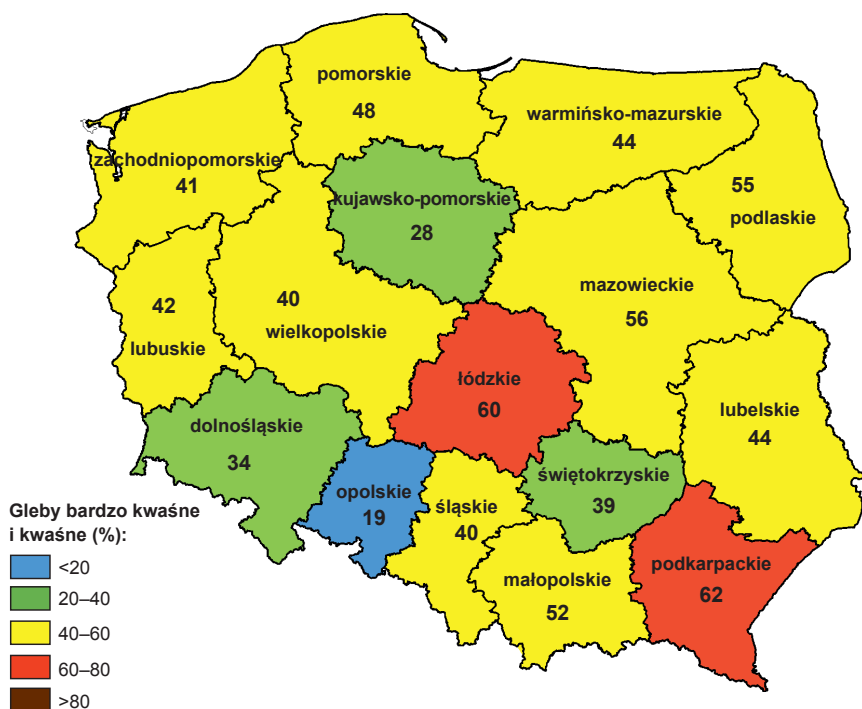 pomorskie
48
warmińsko-mazurskie
44
zachodniopomorskie
41
55
podlaskie
kujawsko-pomorskie
28
mazowieckie
56
42
lubuskie
40
wielkopolskie
łódzkie
60
lubelskie
44
dolnośląskie
34
opolskie
19
śląskie
40
świętokrzyskie
39
małopolskie
52
podkarpackie
62
Gleby bardzo kwaśne
i kwaśne (%):
<20
20–40
40–60
60–80
>80